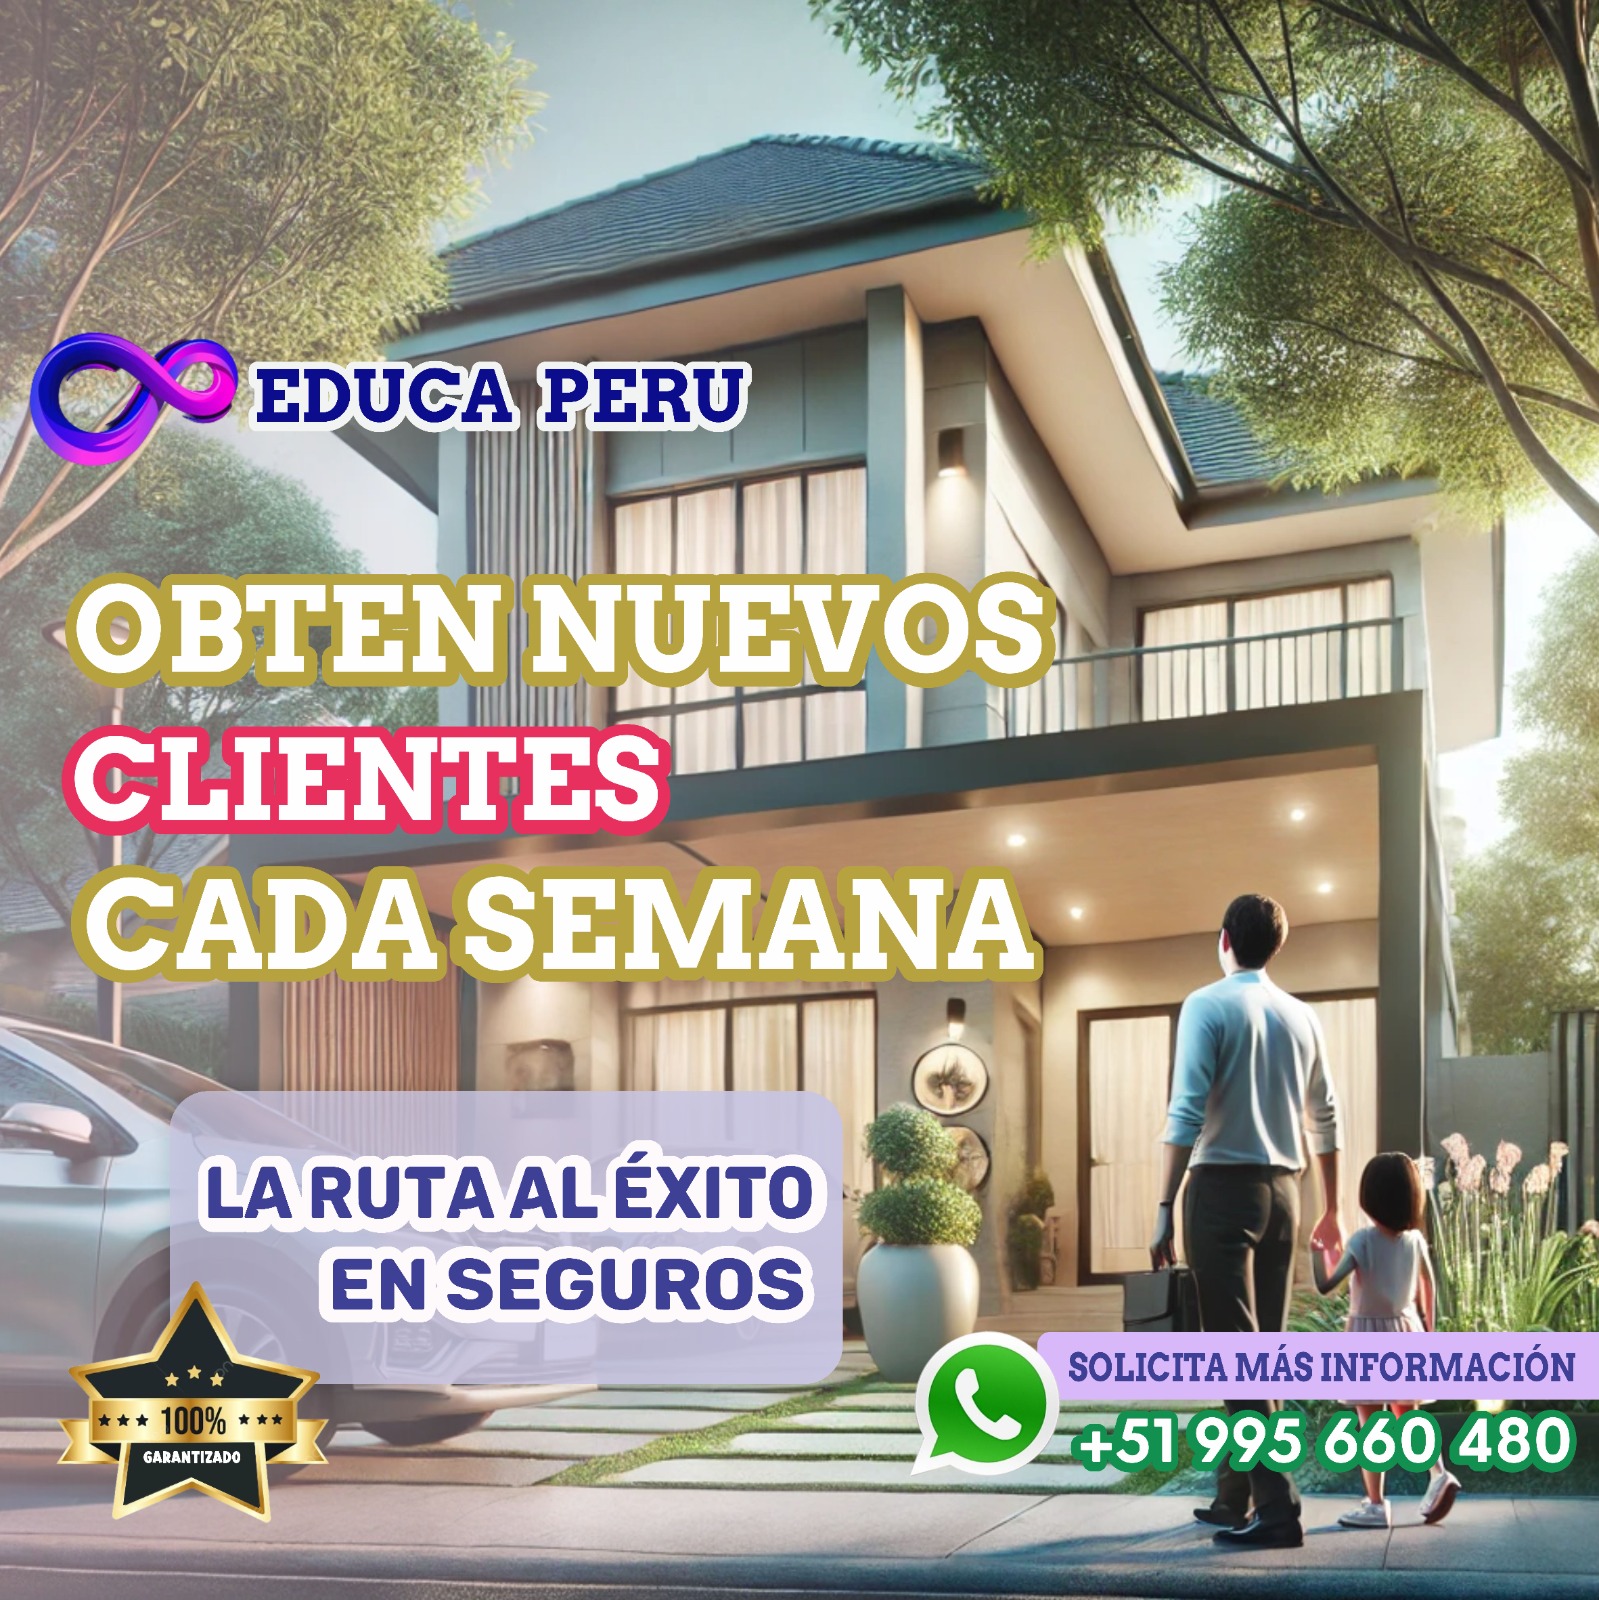 EDUCA PERU
OBTEN NUEVOS
CLIENTES
CADA SEMANA
LA RUTA AL ÉXITO
EN SEGUROS
100%
GARANTIZADO
SOLICITA MÁS INFORMACIÓN
+51 995 660 480